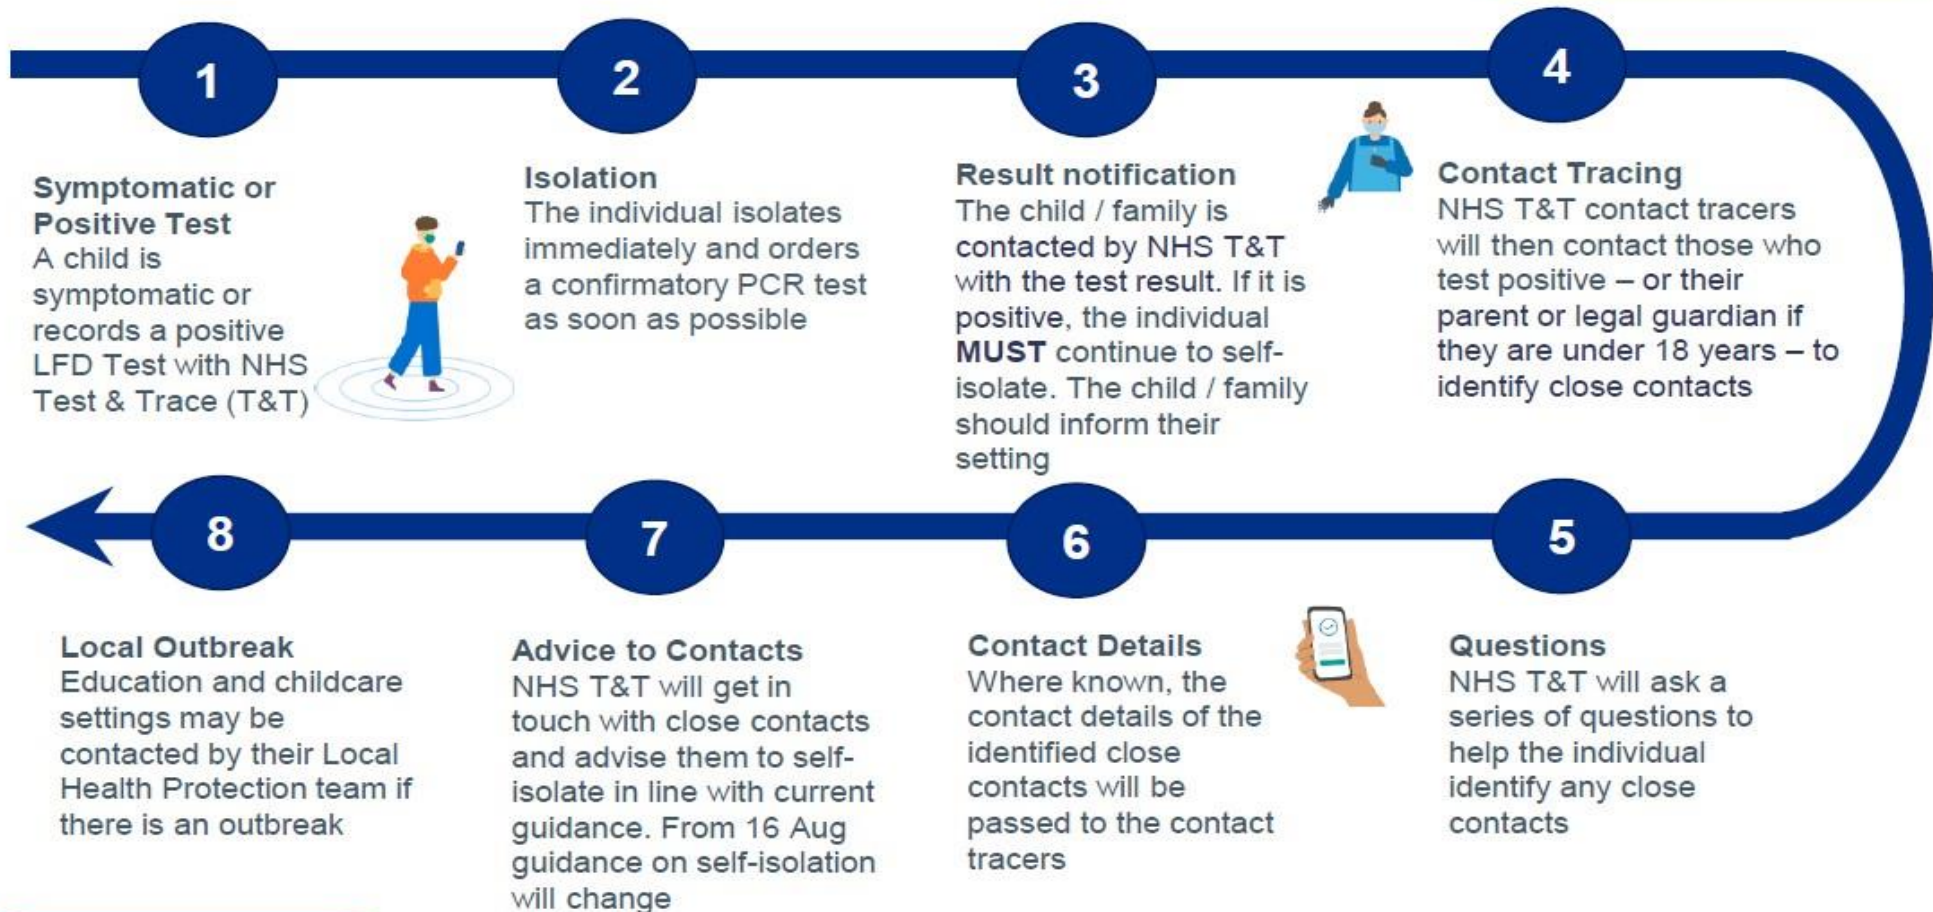 1
Symptomatic or
Positive Test
A child is
symptomatic or
records a positive
LFD Test with NHS
Test & Trace (T&T)
2
Isolation
The individual isolates
immediately and orders
a confirmatory PCR test
as soon as possible
3
Result notification
The child / family is
contacted by NHS T&T
with the test result. If it is
positive, the individual
MUST continue to self-
isolate. The child / family
should inform their
setting
4
Contact Tracing
NHS T&T contact tracers
will then contact those who
test positive – or their
parent or legal guardian if
they are under 18 years – to
identify close contacts
5
Questions
NHS T&T will ask a
series of questions to
help the individual
identify any close
contacts
6
Contact Details
Where known, the
contact details of the
identified close
contacts will be
passed to the contact
tracers
7
Advice to Contacts
NHS T&T will get in
touch with close contacts
and advise them to self-
isolate in line with current
guidance. From 16 Aug
guidance on self-isolation
will change
8
Local Outbreak
Education and childcare
settings may be
contacted by their Local
Health Protection team if
there is an outbreak